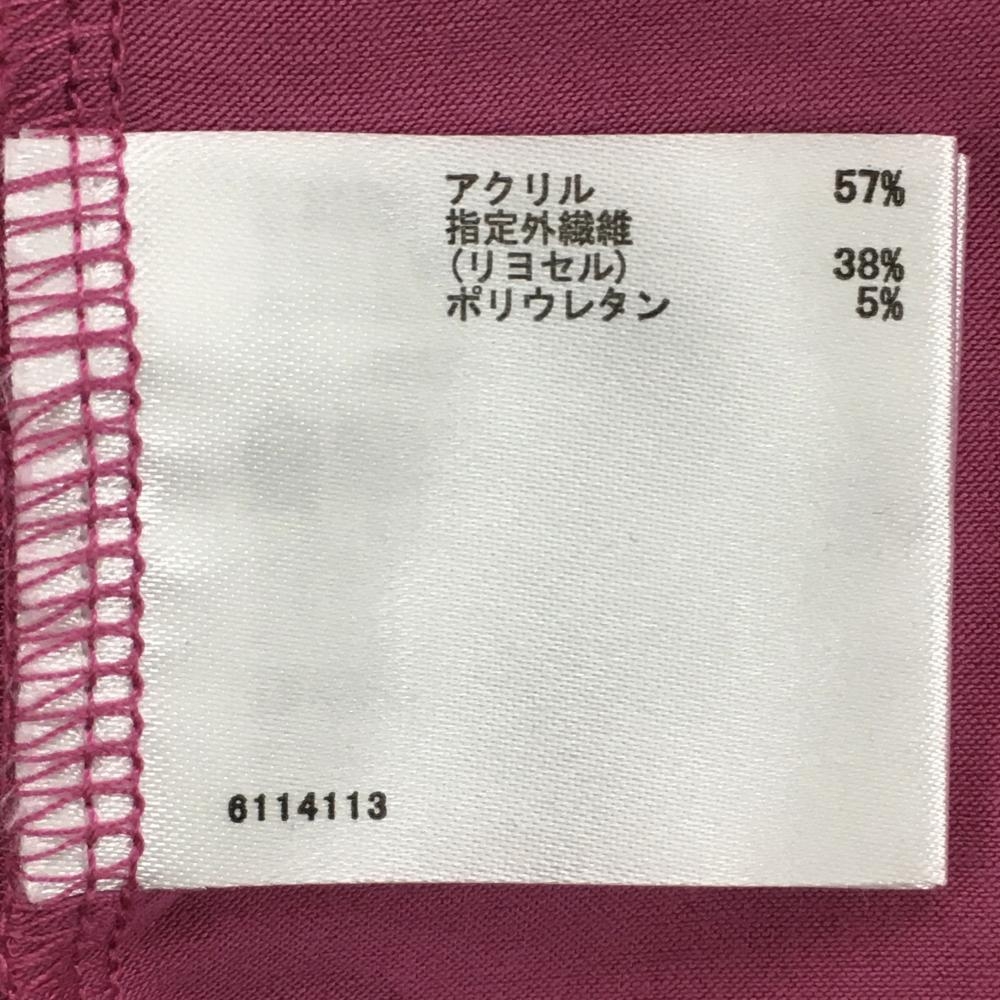 アクリル 57%
指定外繊維
(リヨセル) 38%
ポリウレタン 5%
6114113